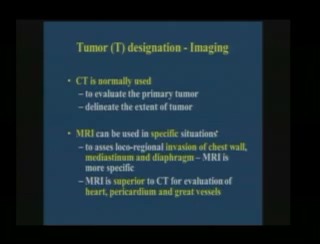 Tumor (T) designation - Imaging
• CT is normally used
– to evaluate the primary tumor
– delineate the extent of tumor
• MRI can be used in specific situations'
– to asses loco-regional invasion of chest wall,
mediastinum and diaphragm – MRI is
more specific
– MRI is superior to CT for evaluation of
heart, pericardium and great vessels